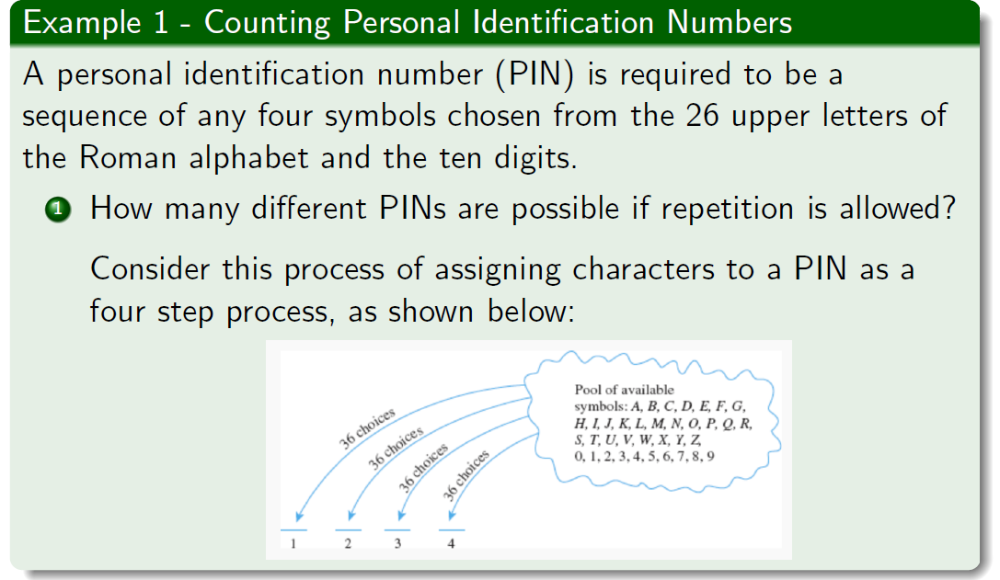 Example 1 - Counting Personal Identification Numbers
A personal identification number (PIN) is required to be a
sequence of any four symbols chosen from the 26 upper letters of
the Roman alphabet and the ten digits.
1 How many different PINs are possible if repetition is allowed?
Consider this process of assigning characters to a PIN as a
four step process, as shown below:
Pool of available
symbols: A, B, C, D, E, F, G,
H, I, J, K, L, M, N, O, P, Q, R,
S, T, U, V, W, X, Y, Z,
0, 1, 2, 3, 4, 5, 6, 7, 8, 9
36 choices
36 choices
36 choices
36 choices
1 2 3 4